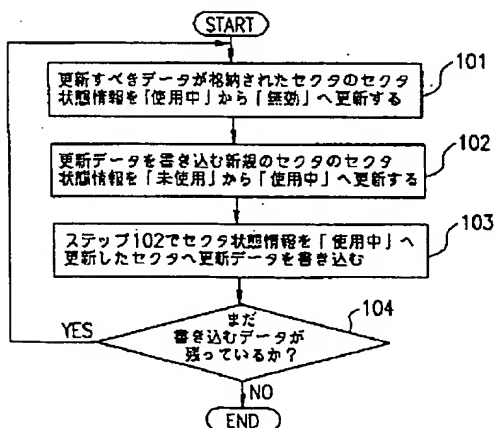 START
更新すべきデータが格納されたセクタのセクタ
状態情報を「使用中」から「無効」へ更新する
101
更新データを書き込む新規のセクタのセクタ
状態情報を「未使用」から「使用中」へ更新する
102
ステップ102でセクタ状態情報を「使用中」へ
更新したセクタへ更新データを書き込む
103
まだ
書き込むデータが
残っているか?
104
YES
NO
END